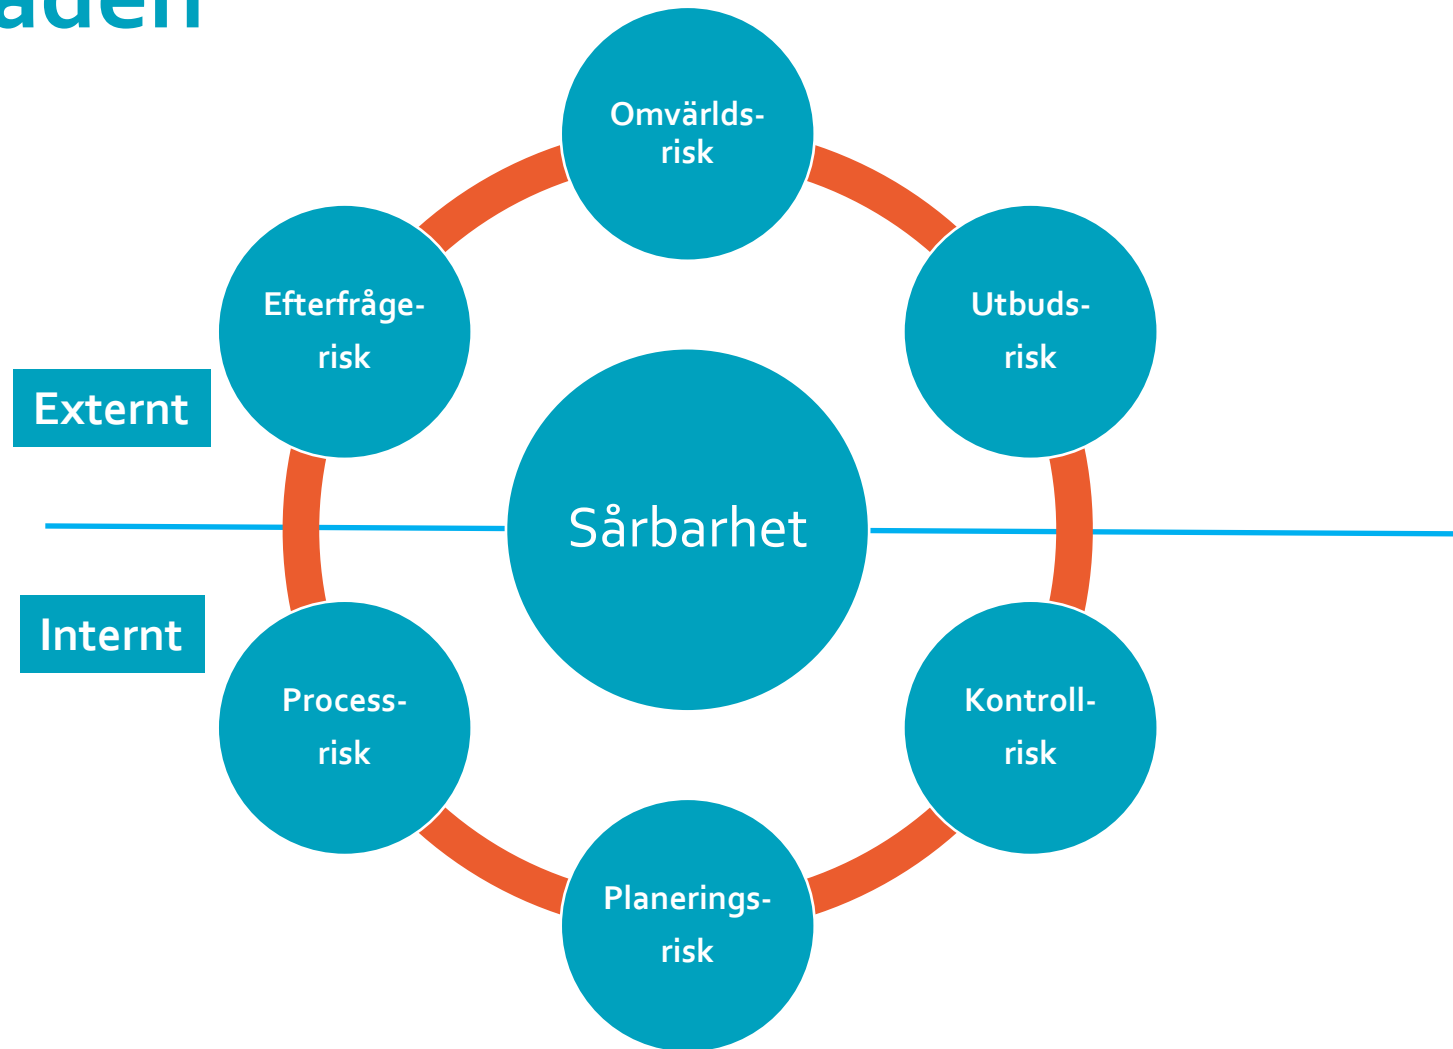 Omvärlds-
risk
Efterfråge-
risk
Utbuds-
risk
Externt
Sårbarhet
Internt
Process-
risk
Kontroll-
risk
Planerings-
risk